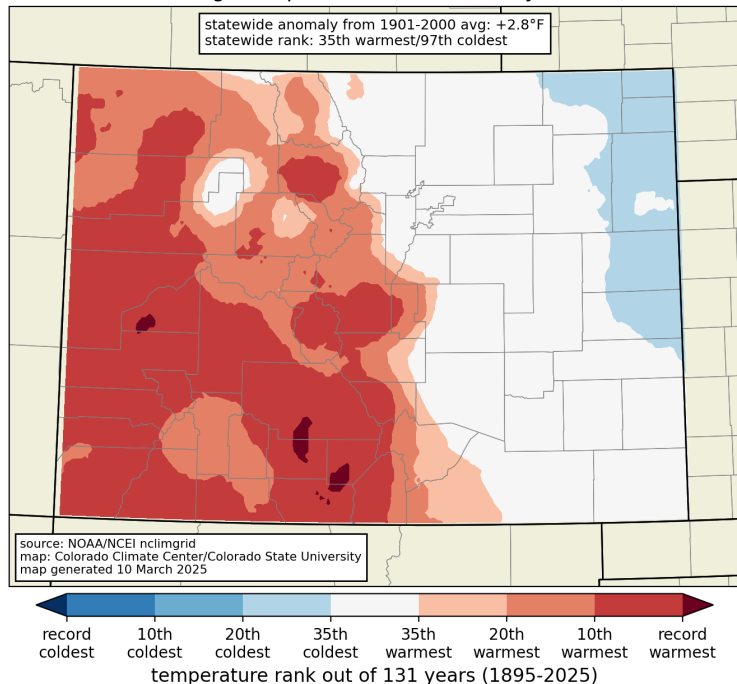 statewide anomaly from 1901-2000 avg: +2.8°F
statewide rank: 35th warmest/97th coldest
source: NOAA/NCEI nclimgrid
map: Colorado Climate Center/Colorado State University
map generated 10 March 2025
record coldest
10th coldest
20th coldest
35th coldest
35th warmest
20th warmest
10th warmest
record warmest
temperature rank out of 131 years (1895-2025)